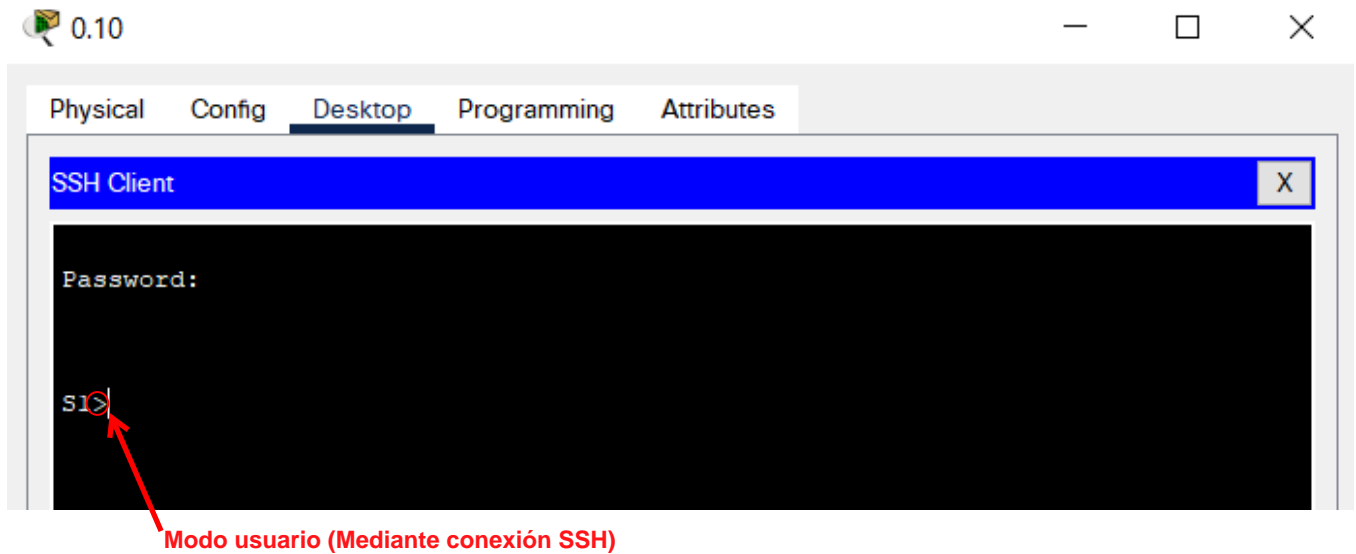 0.10
Physical Config Desktop Programming Attributes
SSH Client X
Password:
S1>
Modo usuario (Mediante conexión SSH)